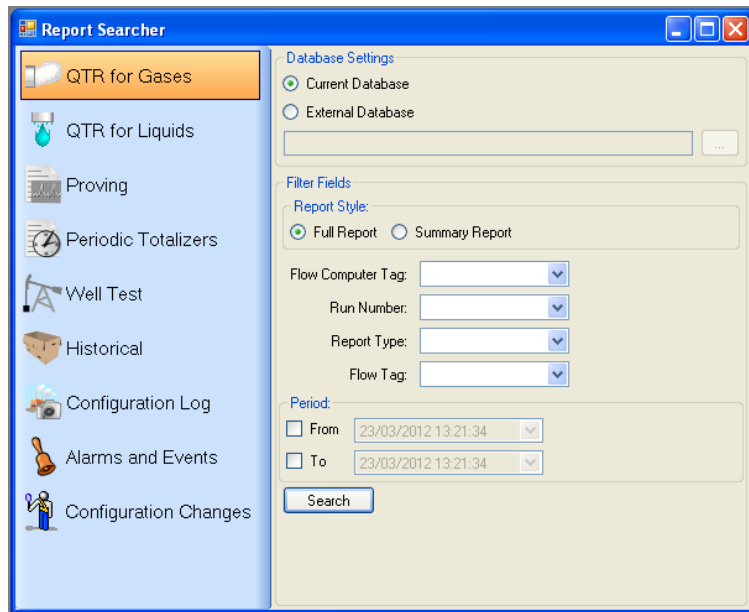 Report Searcher
QTR for Gases
QTR for Liquids
Proving
Periodic Totalizers
Well Test
Historical
Configuration Log
Alarms and Events
Configuration Changes
Database Settings
Current Database
External Database
...
Filter Fields
Report Style:
Full Report Summary Report
Flow Computer Tag:
Run Number:
Report Type:
Flow Tag:
Period:
From 23/03/2012 13:21:34
To 23/03/2012 13:21:34
Search